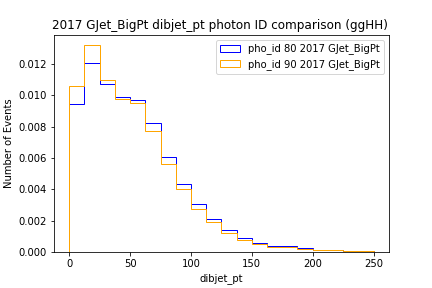 2017 GJet_BigPt dibjet_pt photon ID comparison (ggHH)
pho_id 80 2017 GJet_BigPt
pho_id 90 2017 GJet_BigPt
Number of Events
0.012
0.010
0.008
0.006
0.004
0.002
0.000
0 50 100 150 200 250
dibjet_pt